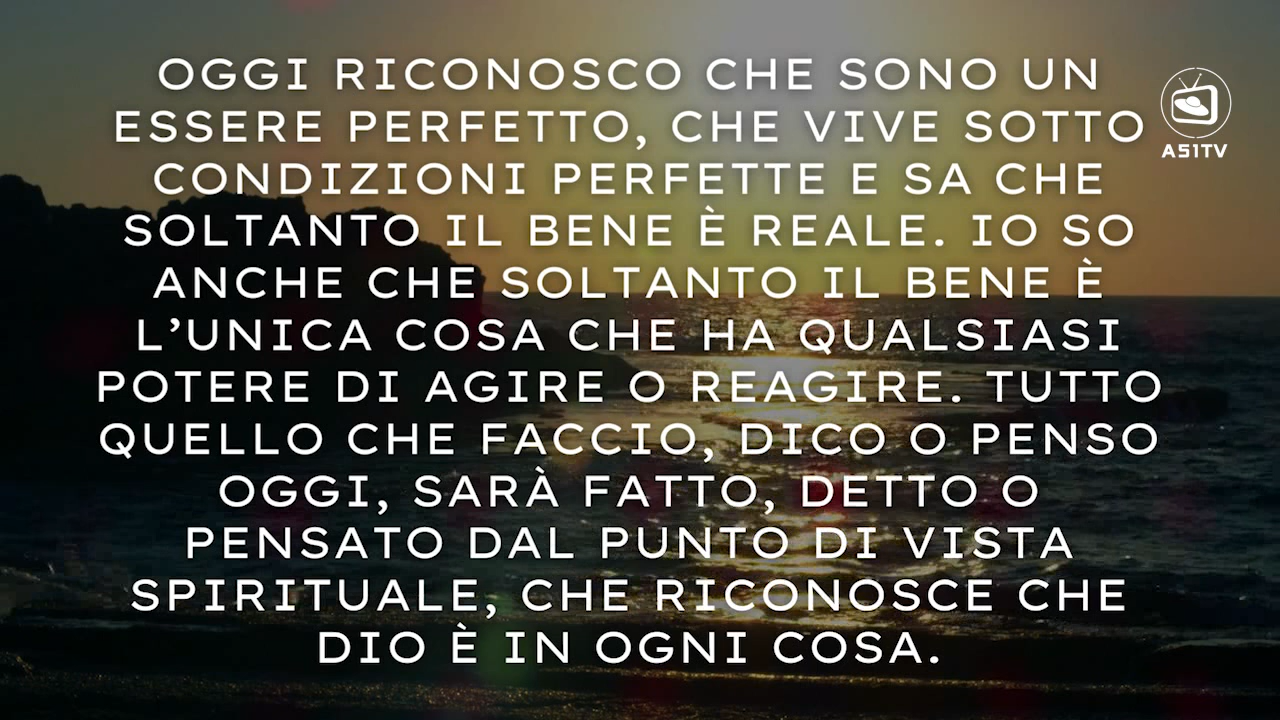 OGGI RICONOSCO CHE SONO UN
ESSERE PERFETTO, CHE VIVE SOTTO
CONDIZIONI PERFETTE E SA CHE
SOLTANTO IL BENE È REALE. IO SO
ANCHE CHE SOLTANTO IL BENE È
L’UNICA COSA CHE HA QUALSIASI
POTERE DI AGIRE O REAGIRE. TUTTO
QUELLO CHE FACCIO, DICO O PENSO
OGGI, SARÀ FATTO, DETTO O
PENSATO DAL PUNTO DI VISTA
SPIRITUALE, CHE RICONOSCE CHE
DIO È IN OGNI COSA.
A51TV